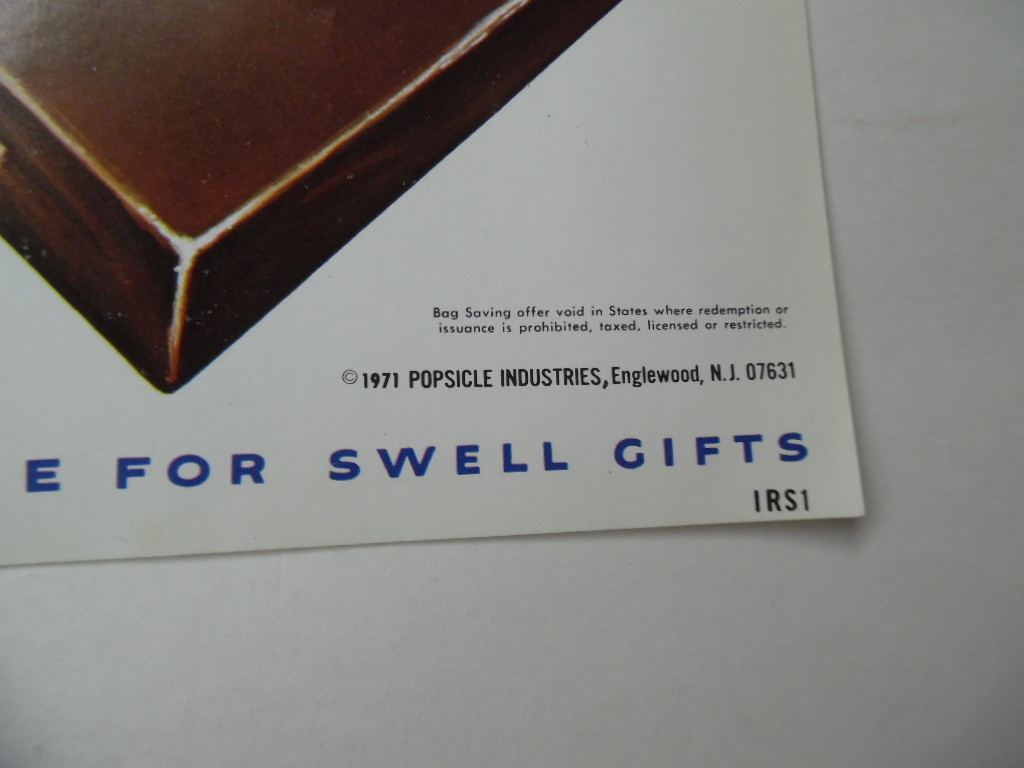 Bag Saving offer void in States where redemption or
issuance is prohibited, taxed, licensed or restricted.
© 1971 POPSICLE INDUSTRIES, Englewood, N.J. 07631
E FOR SWELL GIFTS
IRS1